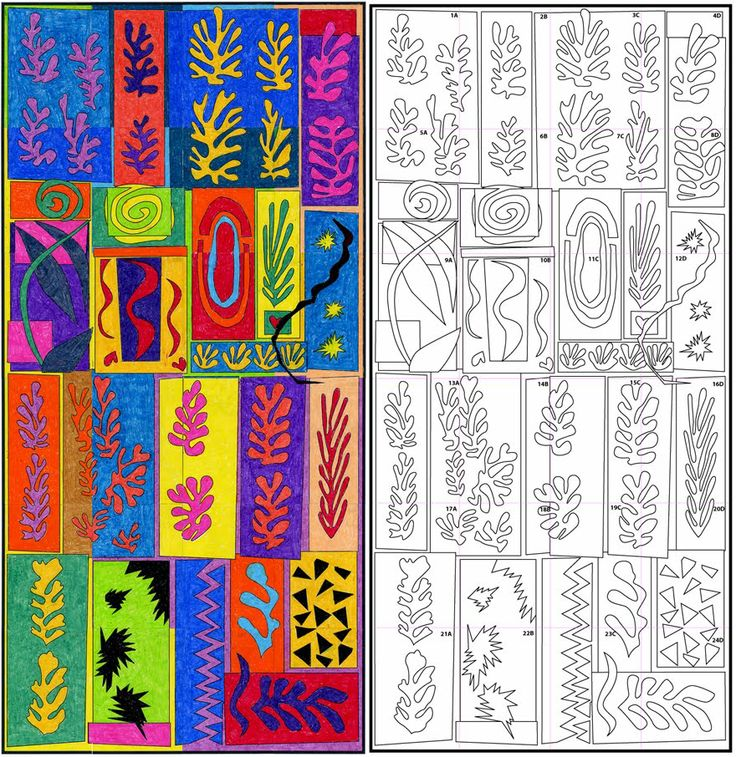 1A 2B 3C 4D
5A 6B 7C 8D
9A 10B 11C 12D
13A 14B 15C 16D
17A 18B 19C 20D
21A 22B 23C 24D